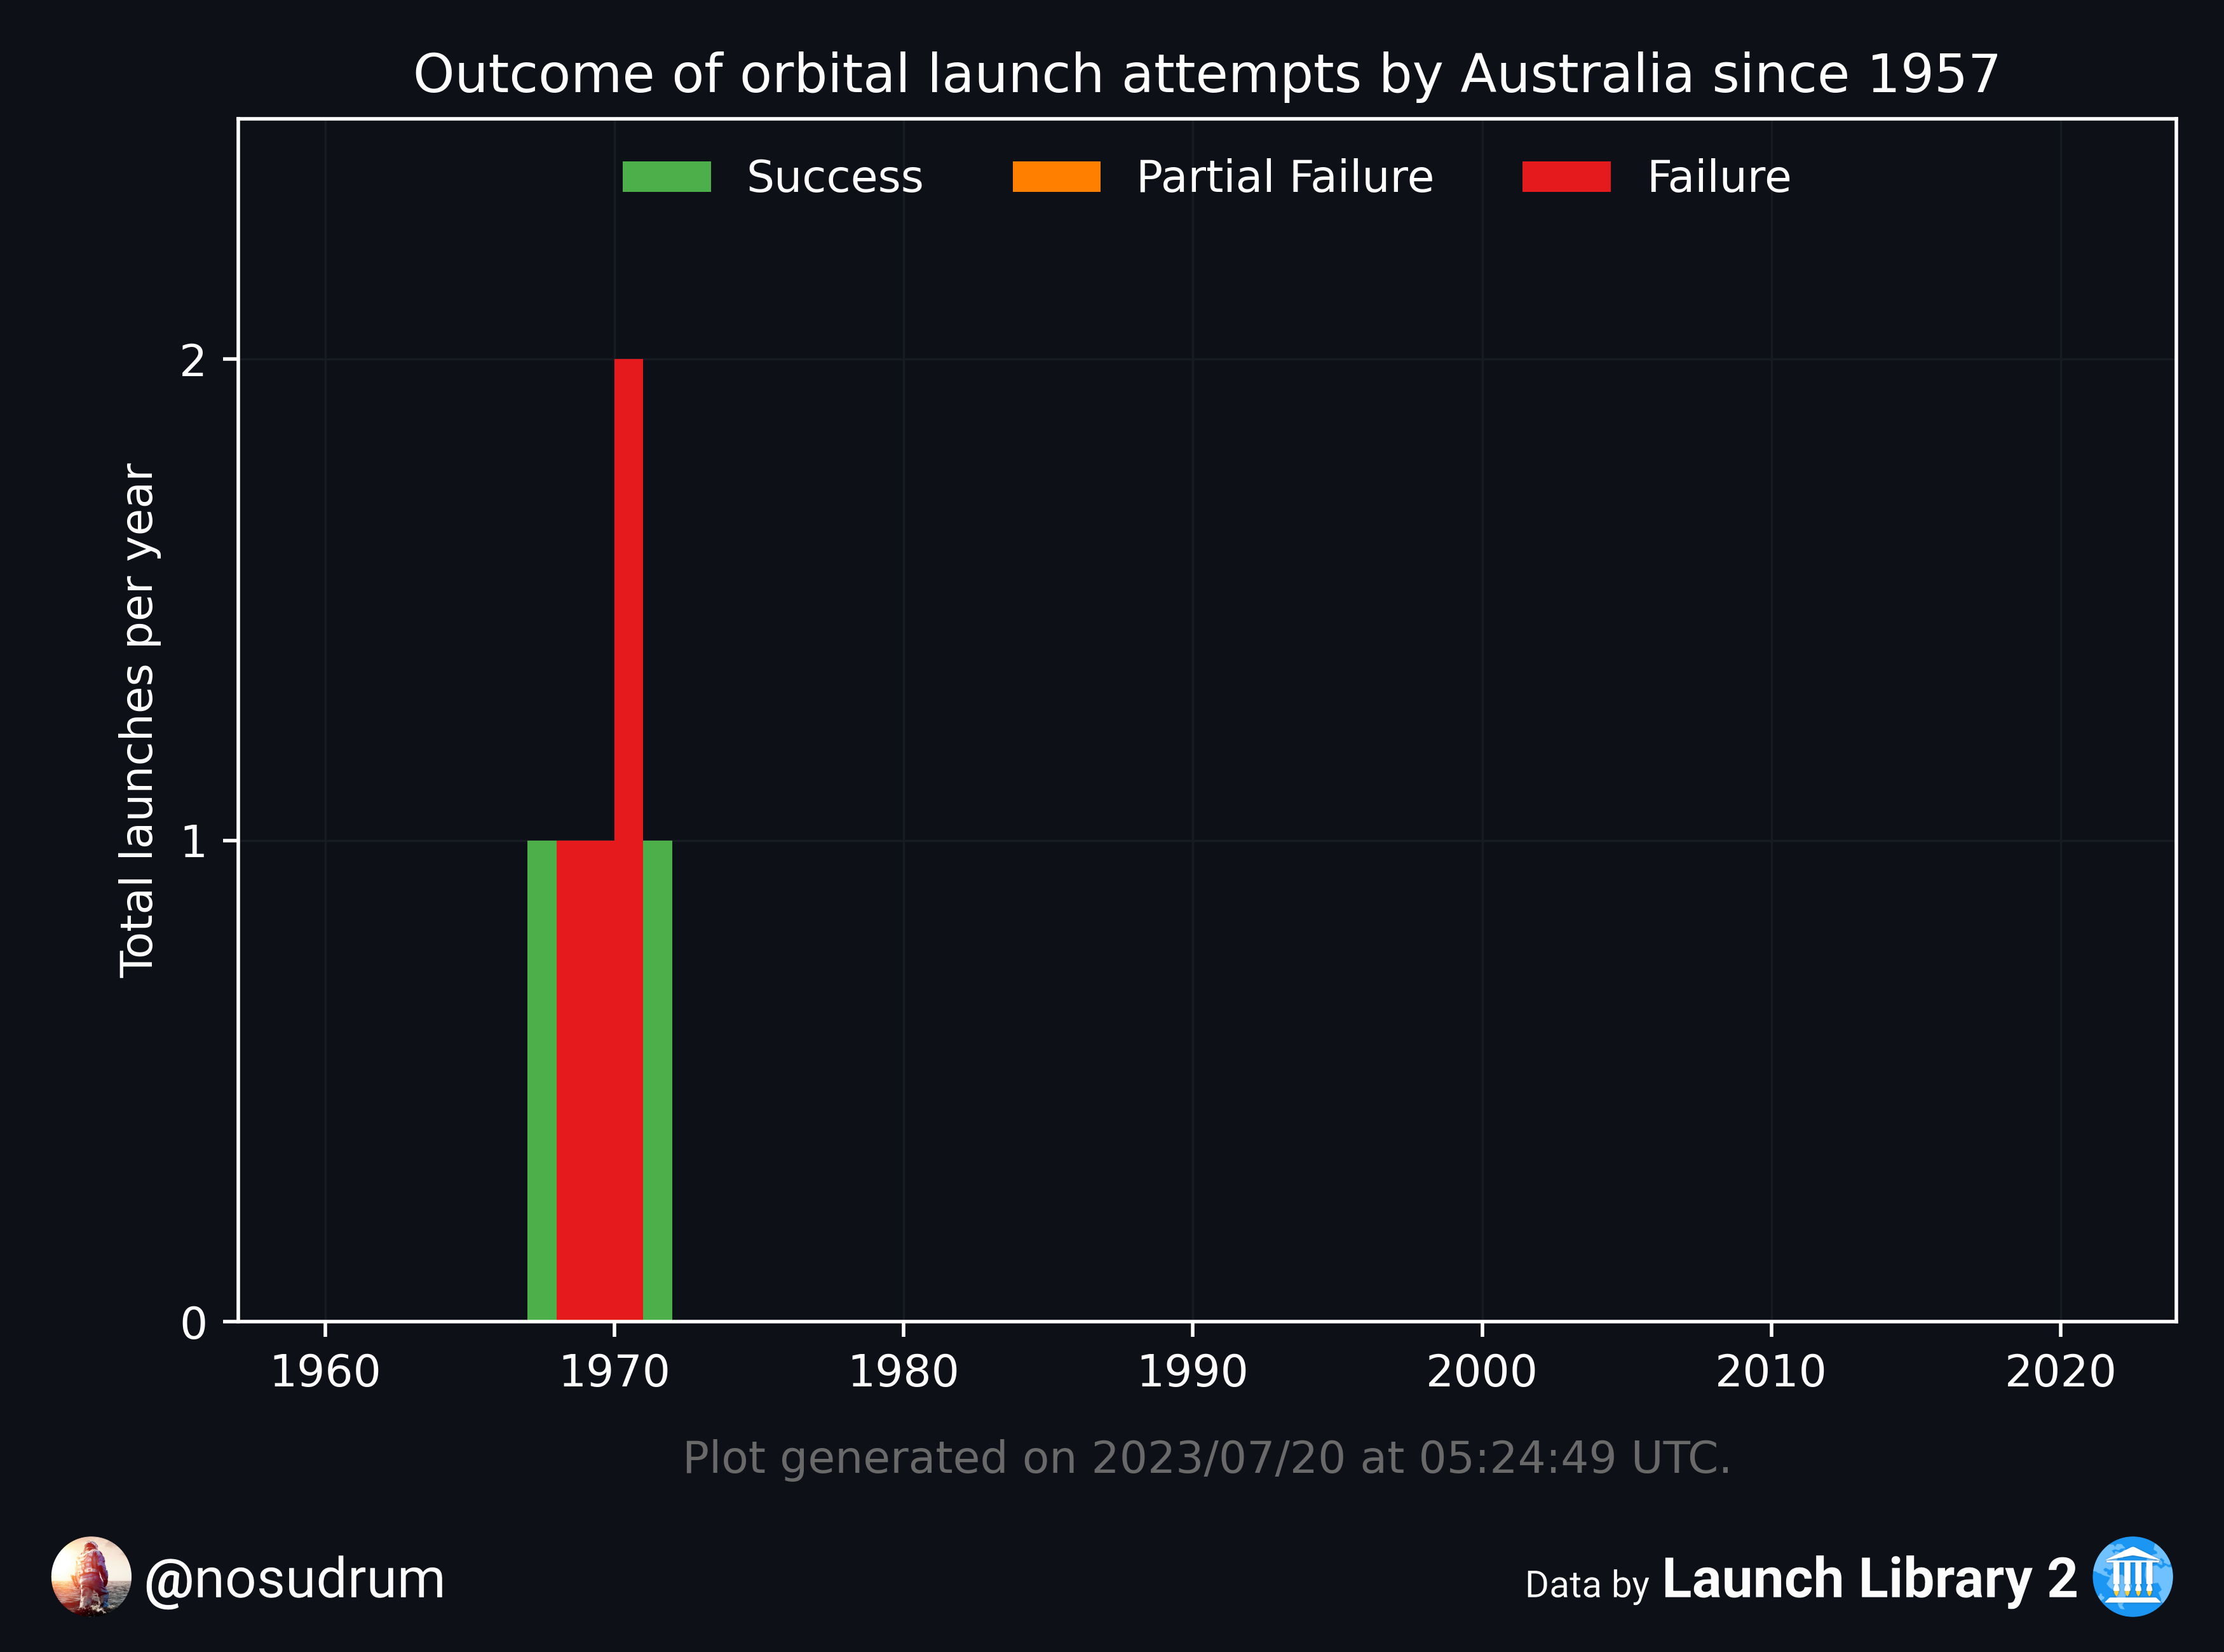 Outcome of orbital launch attempts by Australia since 1957
Success Partial Failure Failure
Total launches per year
2
1
0
1960 1970 1980 1990 2000 2010 2020
Plot generated on 2023/07/20 at 05:24:49 UTC.
@nosudrum
Data by Launch Library 2